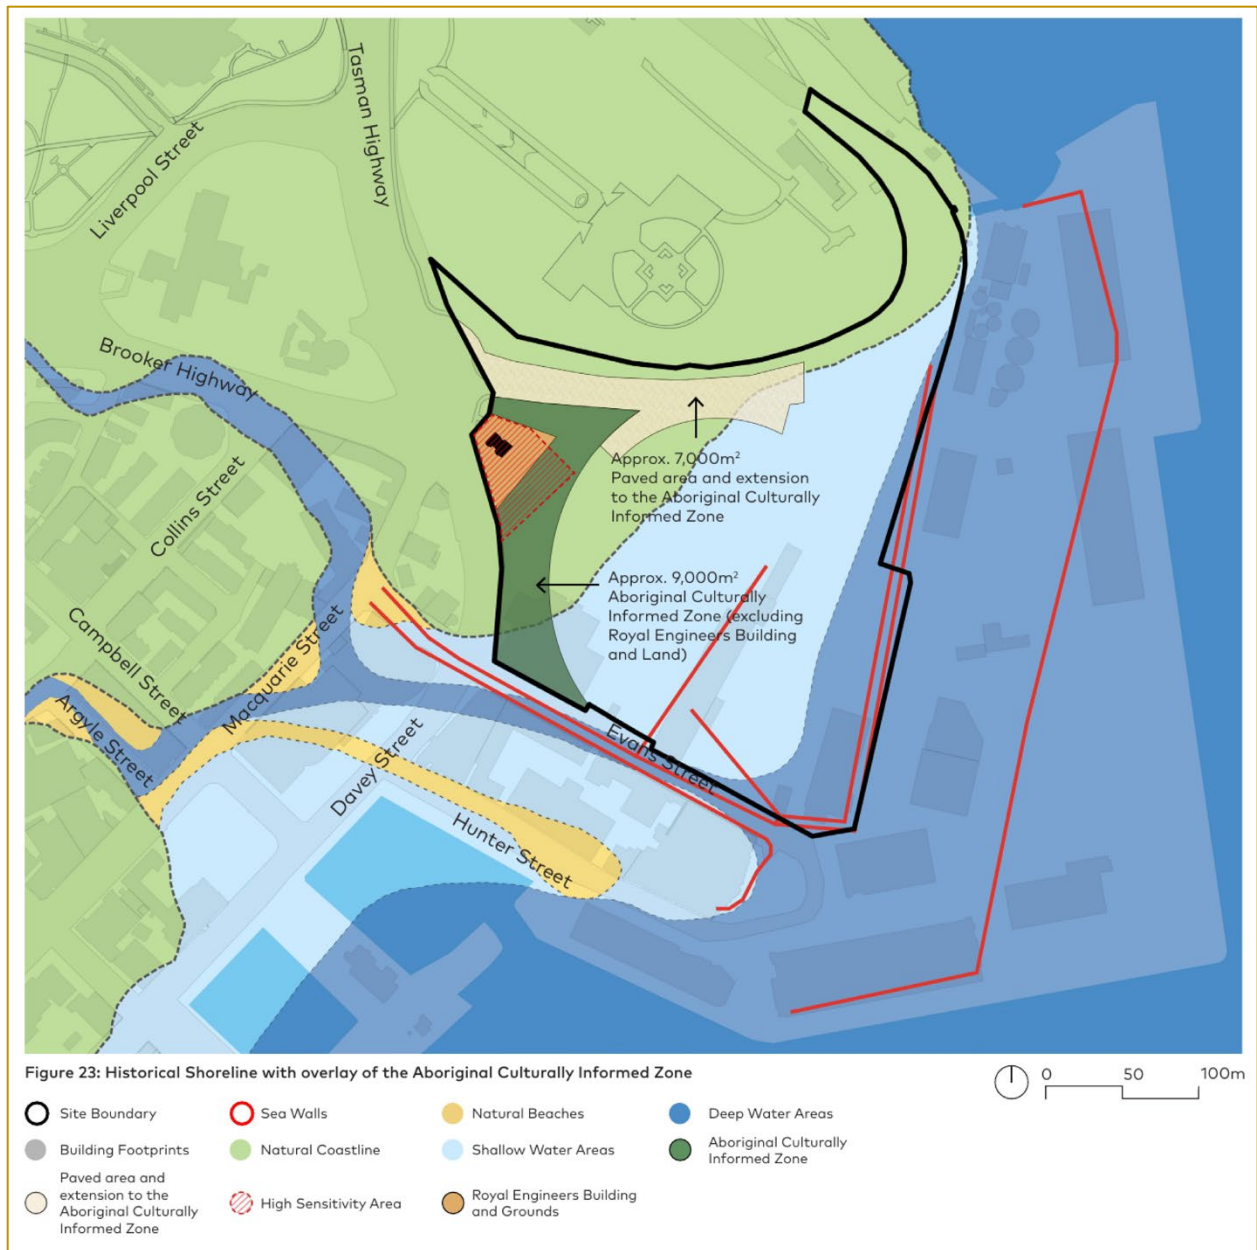 Tasman Highway
Liverpool Street
Brooker Highway
Collins Street
Campbell Street
Macquarie Street
Argyle Street
Davey Street
Hunter Street
Evans Street
Approx. 7,000m²
Paved area and extension
to the Aboriginal Culturally
Informed Zone
Approx. 9,000m²
Aboriginal Culturally
Informed Zone (excluding
Royal Engineers Building
and Land)
Figure 23: Historical Shoreline with overlay of the Aboriginal Culturally Informed Zone
0 50 100m
Site Boundary
Sea Walls
Natural Beaches
Deep Water Areas
Building Footprints
Natural Coastline
Shallow Water Areas
Aboriginal Culturally
Informed Zone
Paved area and
extension to the
Aboriginal Culturally
Informed Zone
High Sensitivity Area
Royal Engineers Building
and Grounds